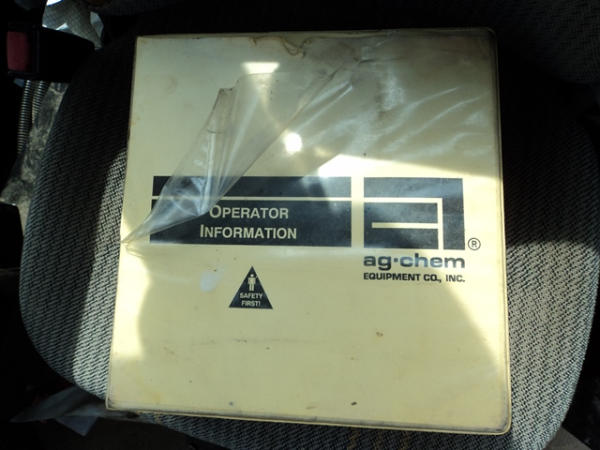 OPERATOR
INFORMATION
®
ag·chem
EQUIPMENT CO., INC.
SAFETY
FIRST!